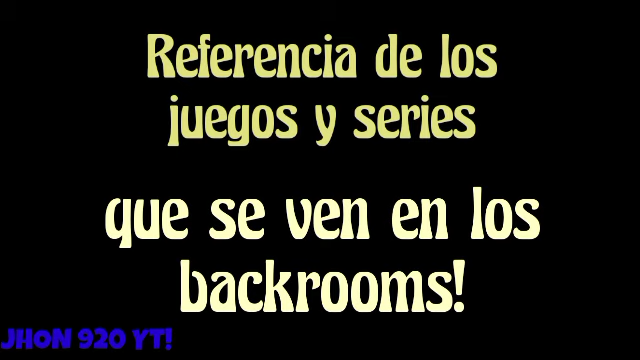 Referencia de los
juegos y series
que se ven en los
backrooms!
JHON 920 YT!